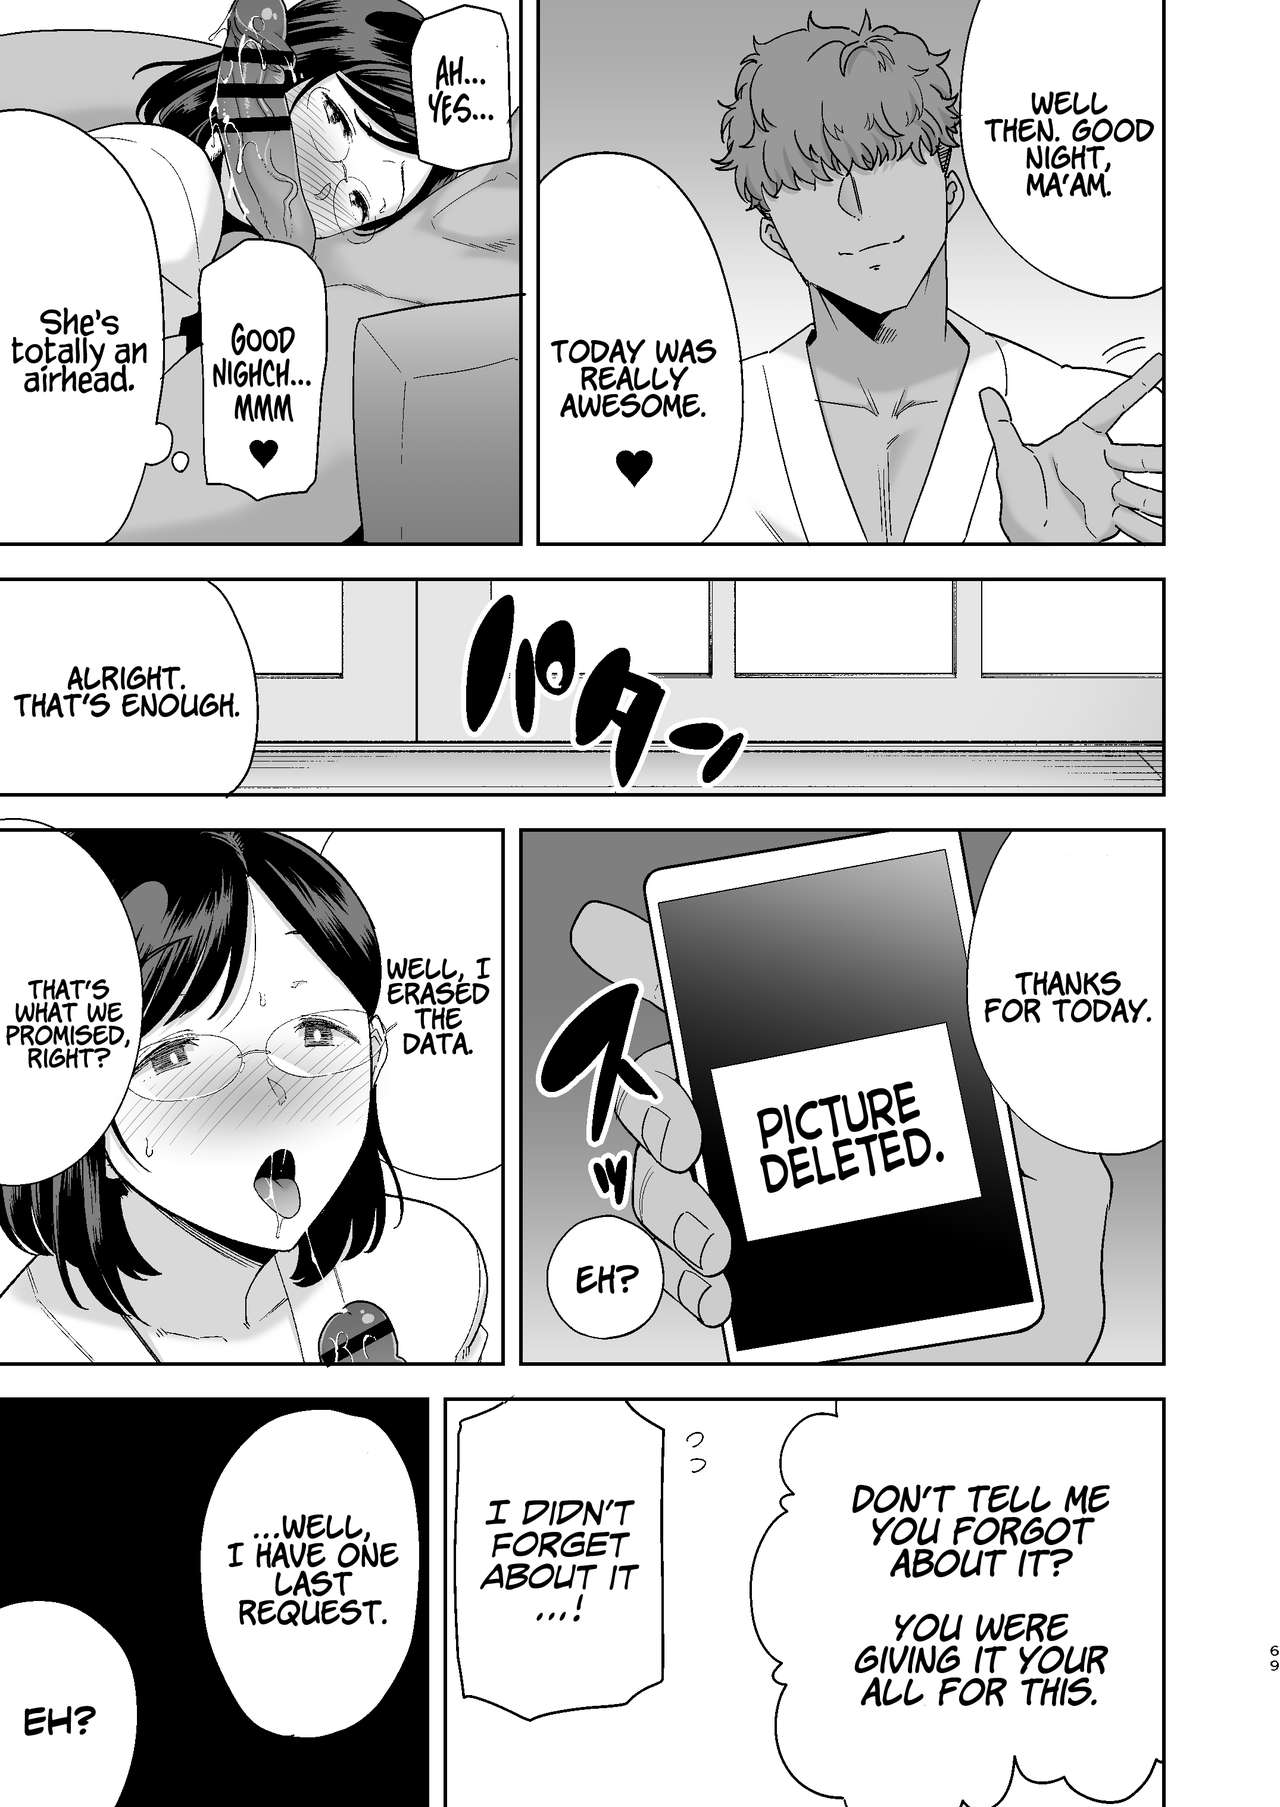 WELL
THEN. GOOD
NIGHT,
MA'AM.
TODAY WAS
REALLY
AWESOME.
♥
AH...
YES...
GOOD
NIGHCH...
MMM
♥
She's
totally an
airhead.
パタン
ALRIGHT.
THAT'S ENOUGH.
THANKS
FOR TODAY.
PICTURE
DELETED.
スッ
EH?
WELL, I
ERASED
THE
DATA.
THAT'S
WHAT WE
PROMISED,
RIGHT?
DON'T TELL ME
YOU FORGOT
ABOUT IT?
YOU WERE
GIVING IT YOUR
ALL FOR THIS.
I DIDN'T
FORGET
ABOUT IT
...!
...WELL,
I HAVE ONE
LAST
REQUEST.
EH?
69